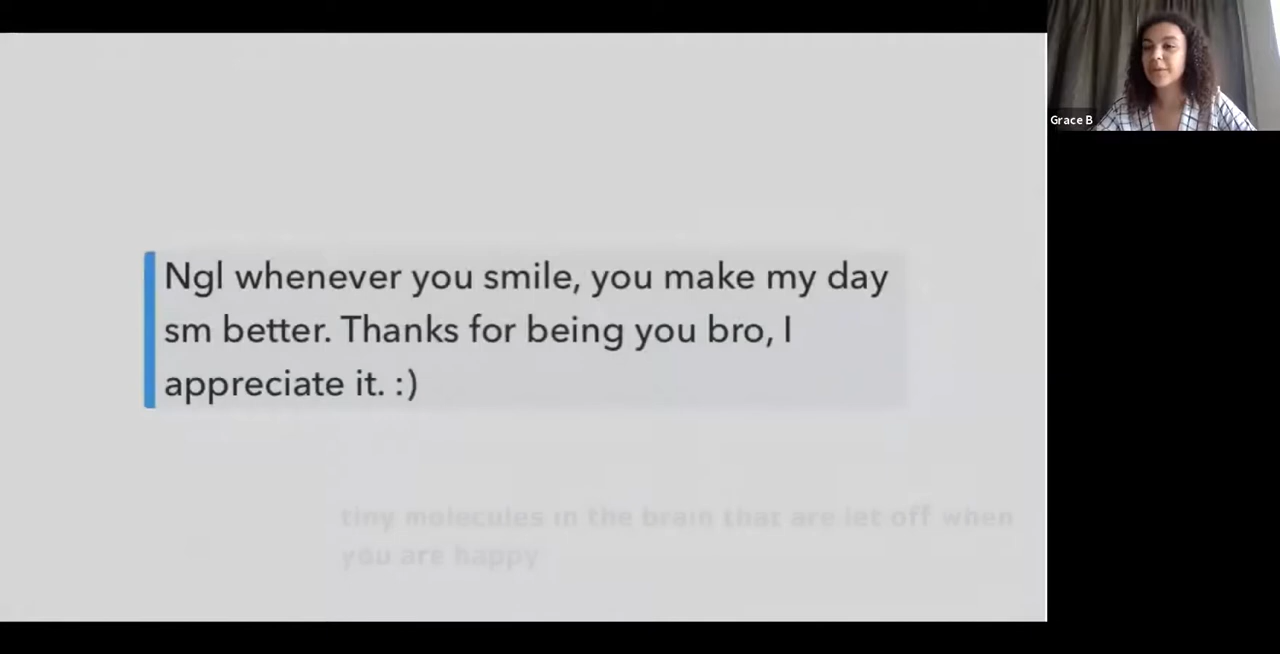 Grace B
Ngl whenever you smile, you make my day
sm better. Thanks for being you bro, I
appreciate it. :)
tiny molecules in the brain that are let off when
you are happy